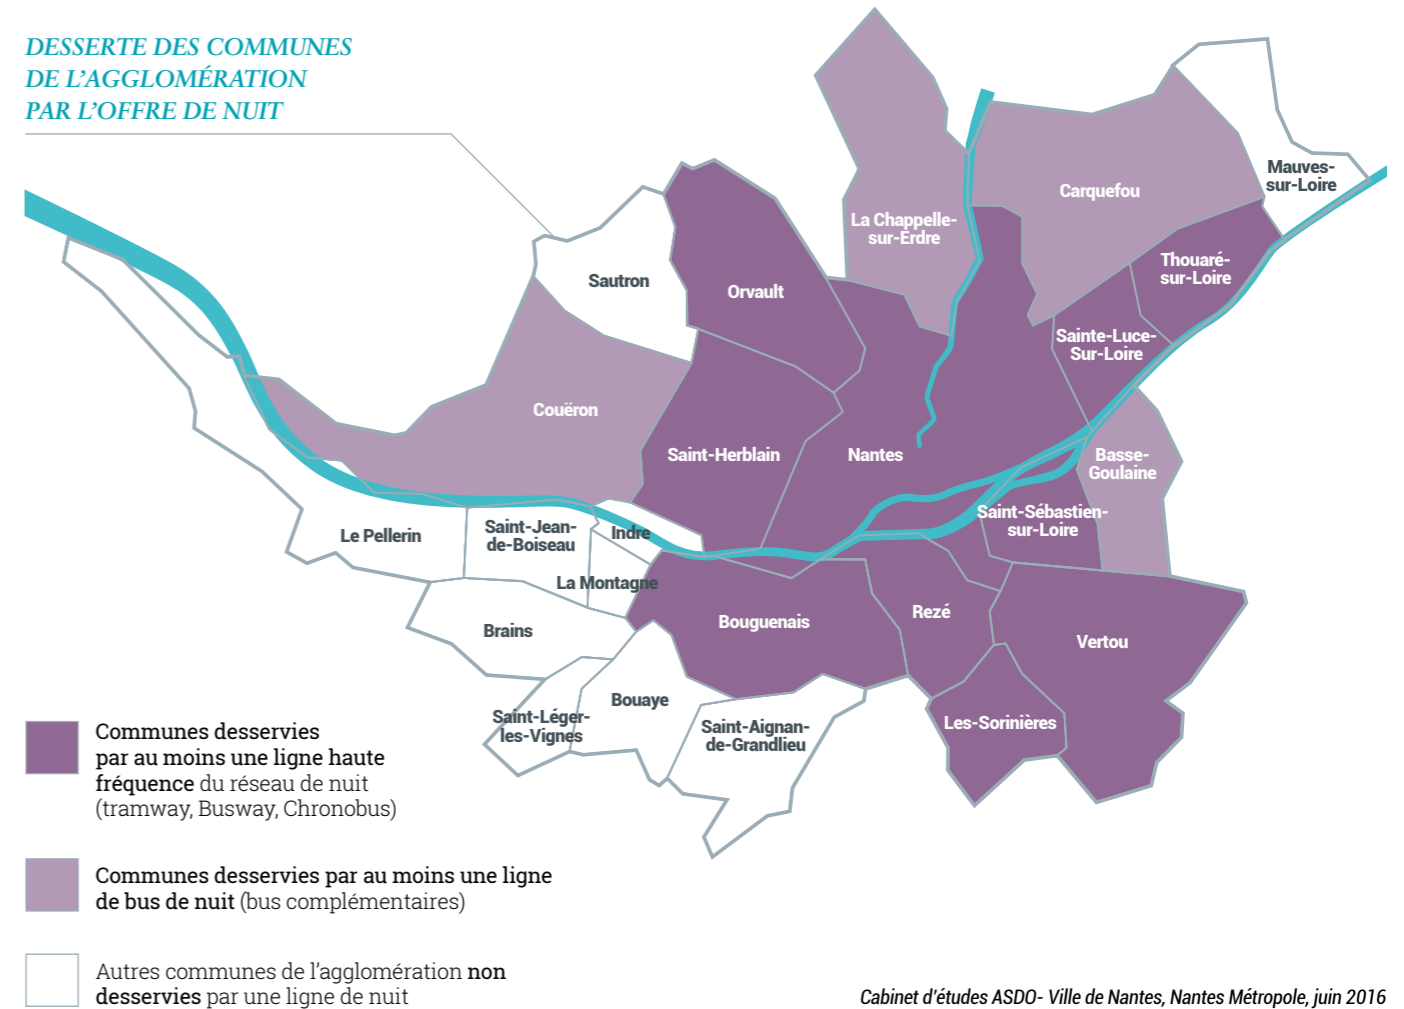 DESSERTE DES COMMUNES
DE L'AGGLOMÉRATION
PAR L'OFFRE DE NUIT
Mauves-
sur-Loire
Carquefou
La Chappelle-
sur-Erdre
Thouaré-
sur-Loire
Sautron
Orvault
Sainte-Luce-
Sur-Loire
Couëron
Saint-Herblain
Nantes
Basse-
Goulaine
Saint-Sébastien-
sur-Loire
Le Pellerin
Saint-Jean-
de-Boiseau
Indre
La Montagne
Brains
Bouguenais
Rezé
Vertou
Bouaye
Saint-Léger-
les-Vignes
Saint-Aignan-
de-Grandlieu
Les-Sorinières
Communes desservies
par au moins une ligne haute
fréquence du réseau de nuit
(tramway, Busway, Chronobus)
Communes desservies par au moins une ligne
de bus de nuit (bus complémentaires)
Autres communes de l'agglomération non
desservies par une ligne de nuit
Cabinet d'études ASDO- Ville de Nantes, Nantes Métropole, juin 2016